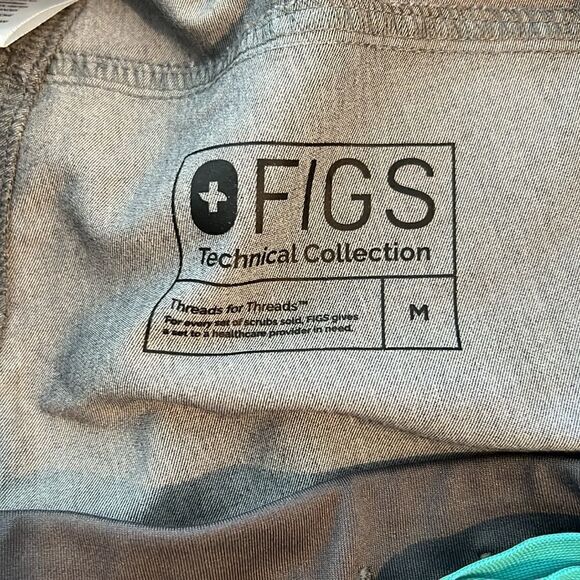 FIGS
Technical Collection
Threads for Threads™
For every set of scrubs sold, FIGS gives
a set to a healthcare provider in need.
M